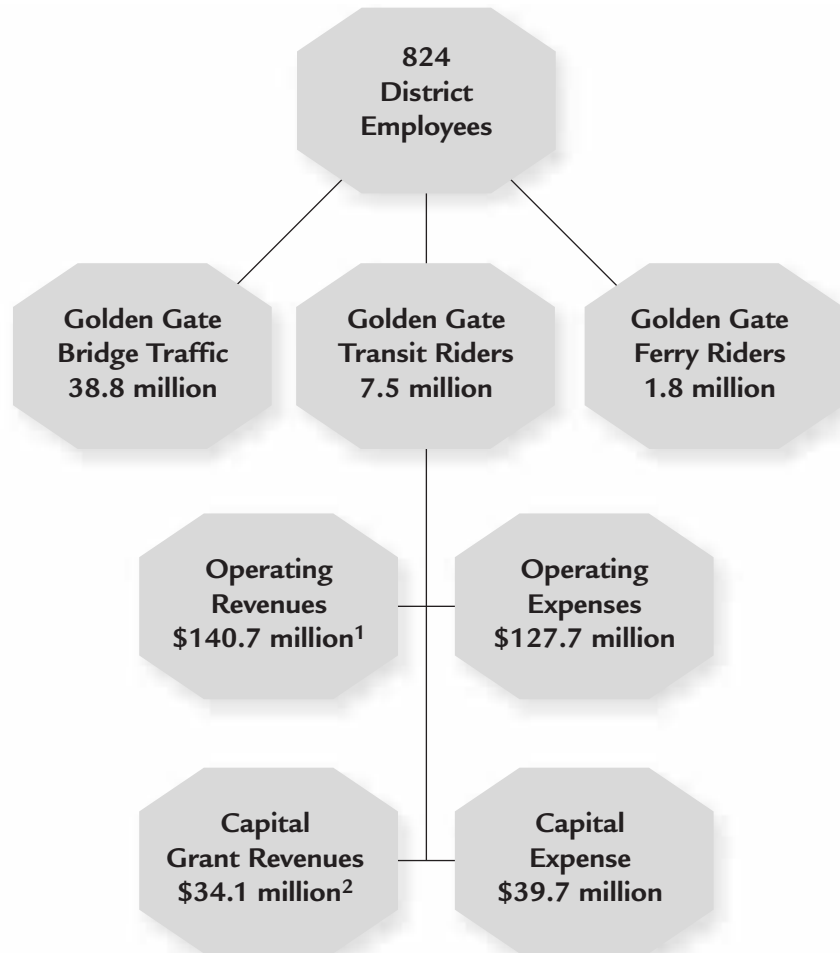 824
District
Employees
Golden Gate
Bridge Traffic
38.8 million
Golden Gate
Transit Riders
7.5 million
Golden Gate
Ferry Riders
1.8 million
Operating
Revenues
$140.7 million¹
Operating
Expenses
$127.7 million
Capital
Grant Revenues
$34.1 million²
Capital
Expense
$39.7 million